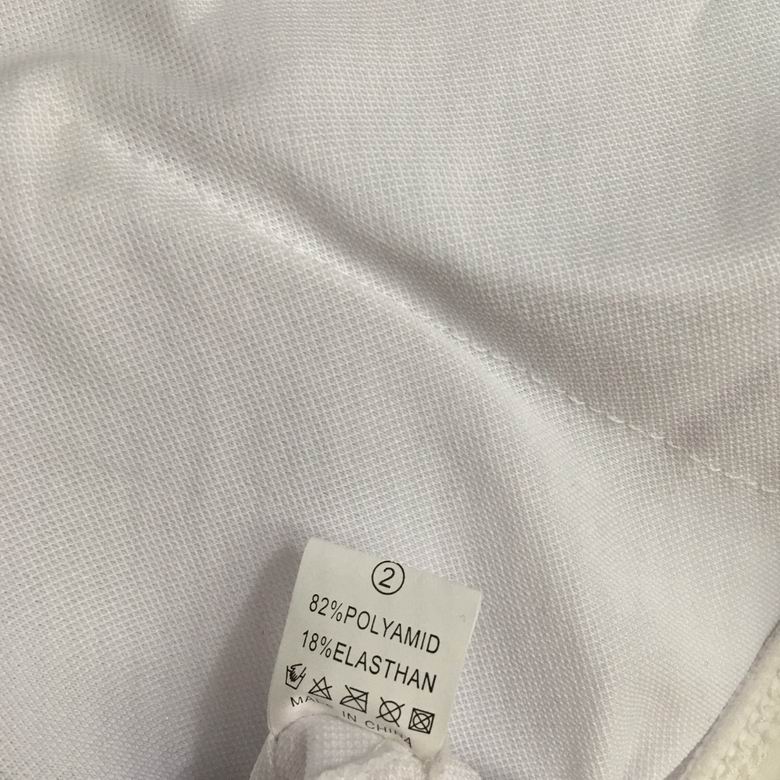 2
82%POLYAMID
18%ELASTHAN
MADE IN CHINA